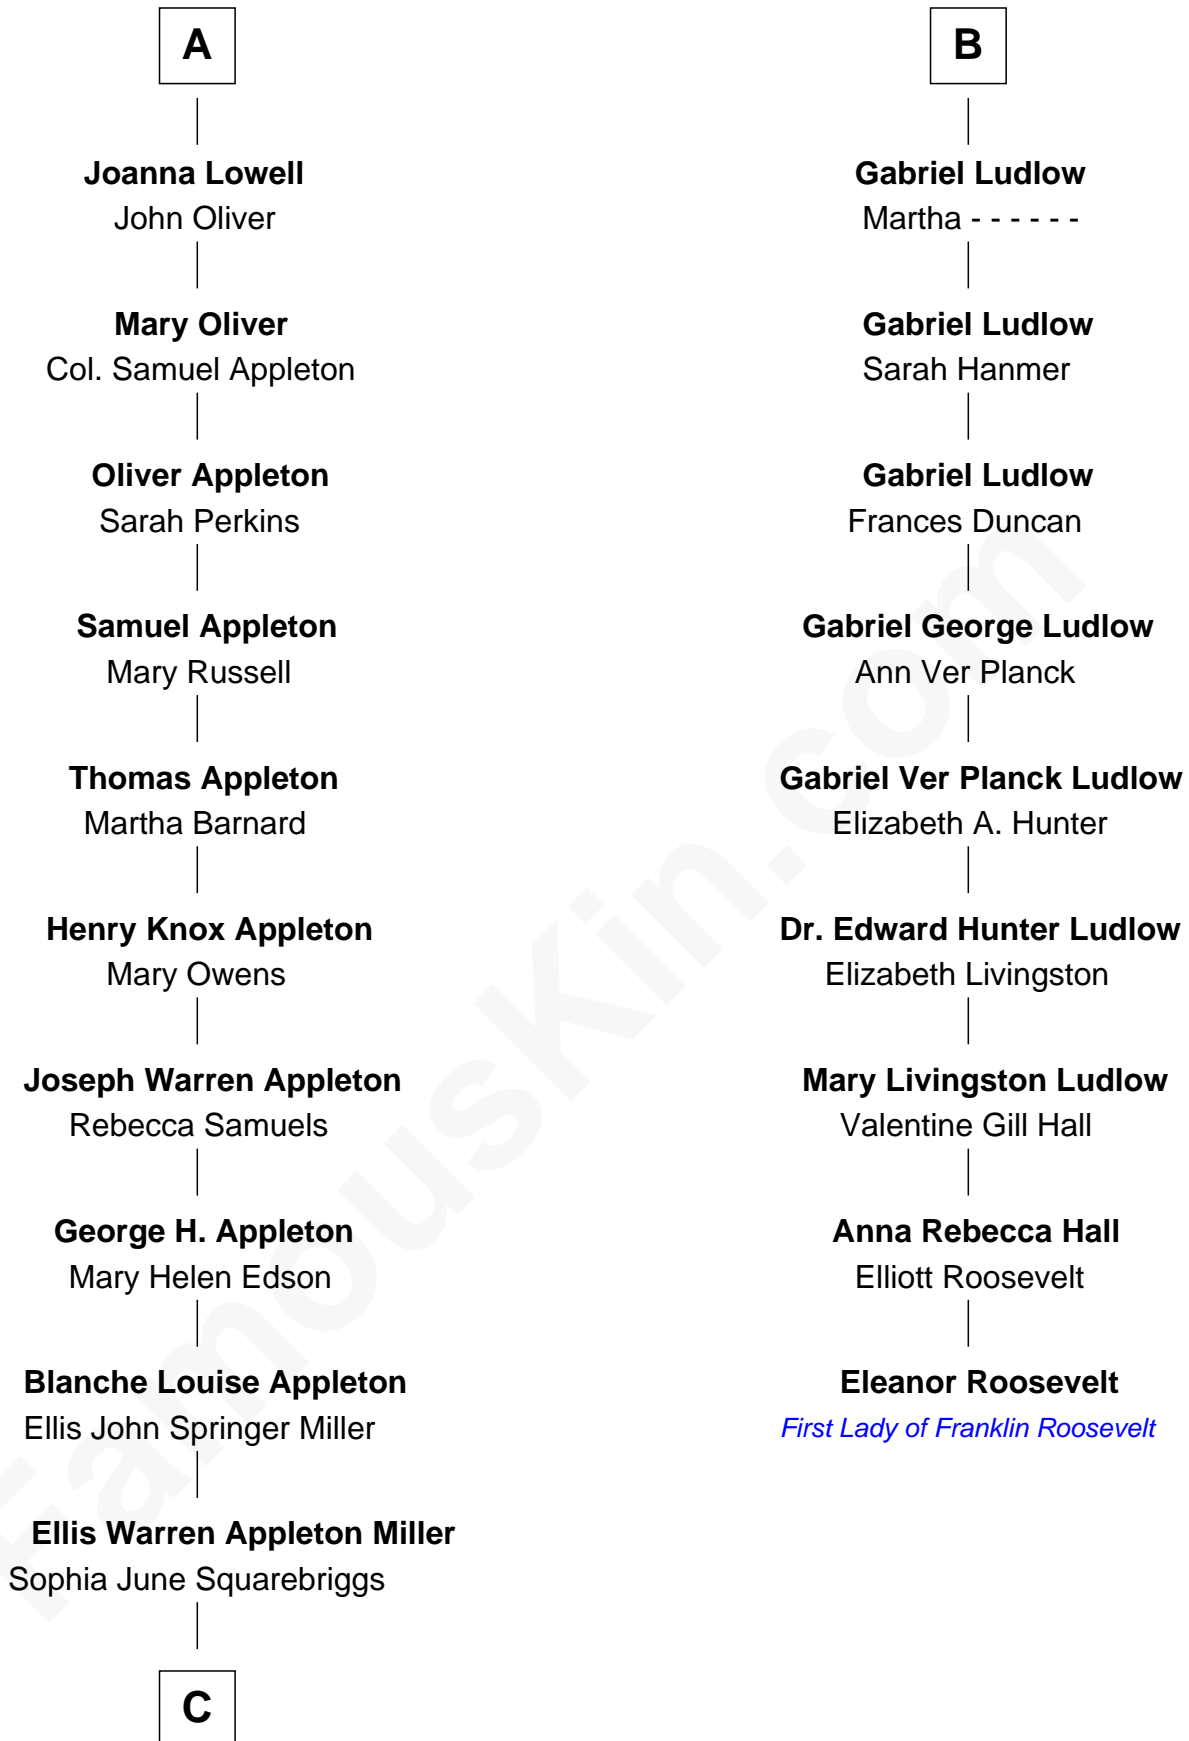 A
Joanna Lowell
John Oliver
Mary Oliver
Col. Samuel Appleton
Oliver Appleton
Sarah Perkins
Samuel Appleton
Mary Russell
Thomas Appleton
Martha Barnard
Henry Knox Appleton
Mary Owens
Joseph Warren Appleton
Rebecca Samuels
George H. Appleton
Mary Helen Edson
Blanche Louise Appleton
Ellis John Springer Miller
Ellis Warren Appleton Miller
Sophia June Squarebriggs
C
B
Gabriel Ludlow
Martha - - - - - -
Gabriel Ludlow
Sarah Hanmer
Gabriel Ludlow
Frances Duncan
Gabriel George Ludlow
Ann Ver Planck
Gabriel Ver Planck Ludlow
Elizabeth A. Hunter
Dr. Edward Hunter Ludlow
Elizabeth Livingston
Mary Livingston Ludlow
Valentine Gill Hall
Anna Rebecca Hall
Elliott Roosevelt
Eleanor Roosevelt
First Lady of Franklin Roosevelt
FamousKin.com